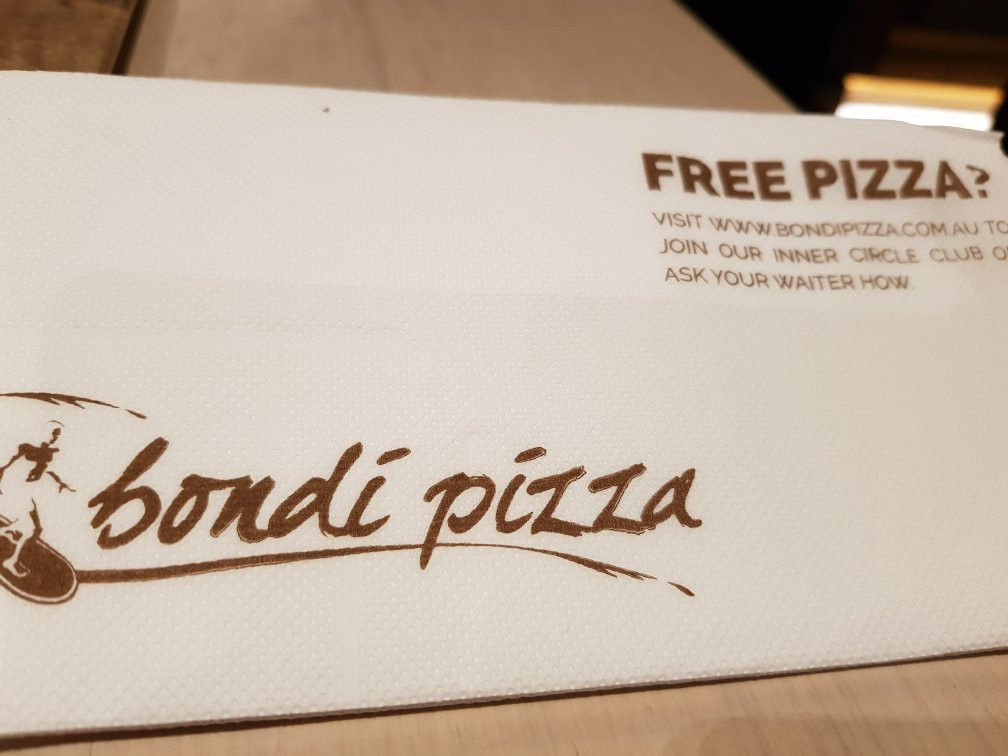 FREE PIZZA?
VISIT WWW.BONDIPIZZA.COM.AU TO
JOIN OUR INNER CIRCLE CLUB
ASK YOUR WAITER HOW.
bondi pizza